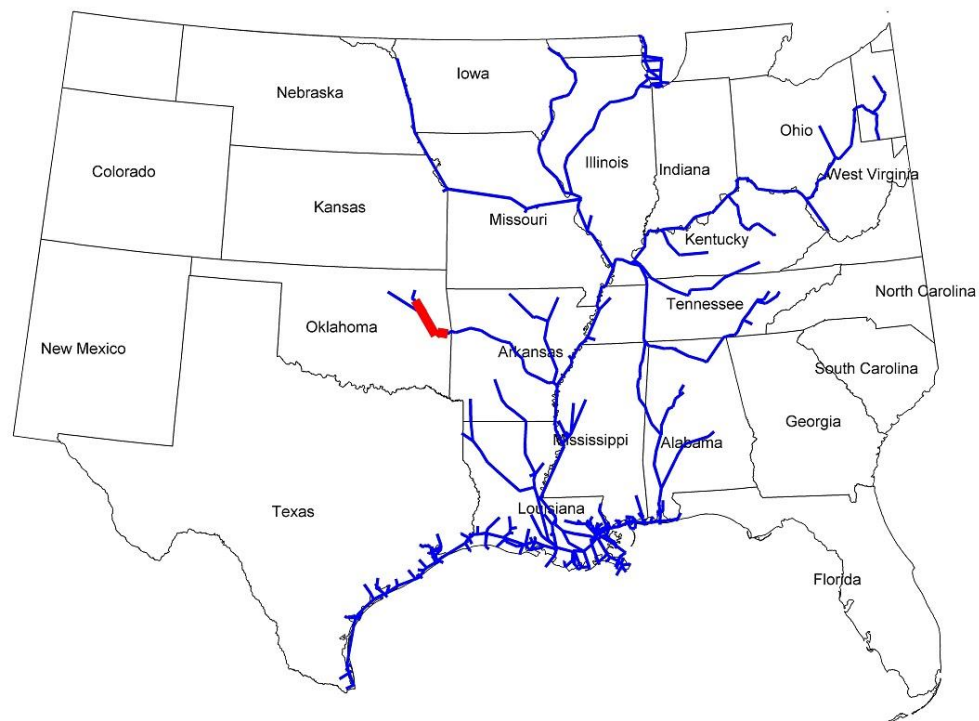 Iowa
Nebraska
Ohio
Illinois
Indiana
Colorado
West Virginia
Kansas
Missouri
Kentucky
North Carolina
Tennessee
Oklahoma
New Mexico
Arkansas
South Carolina
Georgia
Mississippi
Alabama
Louisiana
Texas
Florida